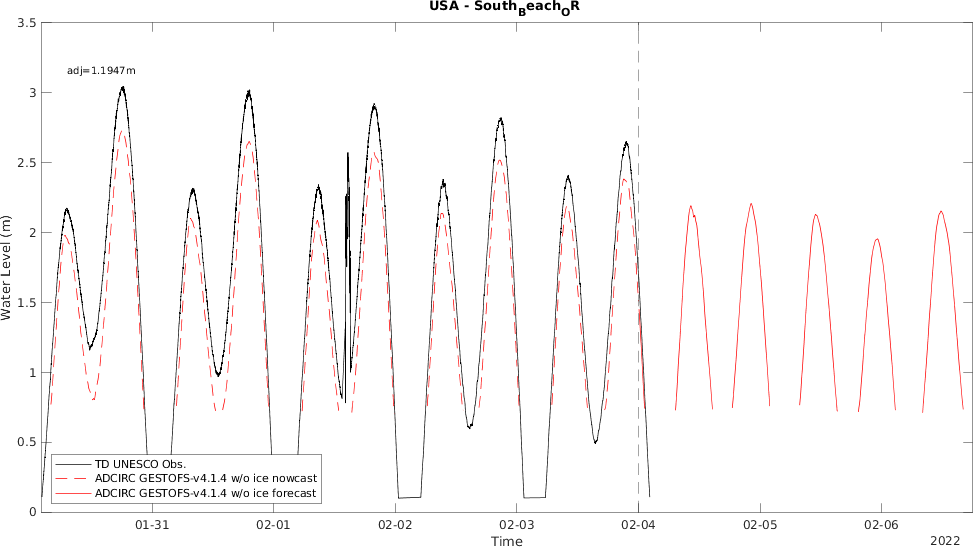 USA - SouthBeachOR
adj=1.1947m
3.5
3
2.5
2
1.5
1
0.5
0
Water Level (m)
TD UNESCO Obs.
ADCIRC GESTOFS-v4.1.4 w/o ice nowcast
ADCIRC GESTOFS-v4.1.4 w/o ice forecast
01-31 02-01 02-02 02-03 02-04 02-05 02-06
Time
2022